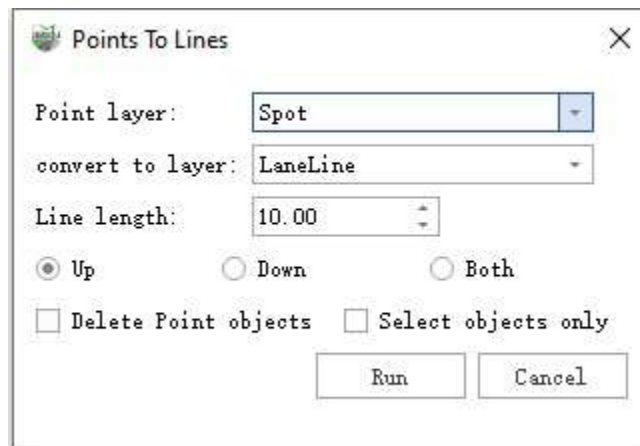 Points To Lines
Point layer: Spot
convert to layer: LaneLine
Line length: 10.00
Up Down Both
Delete Point objects Select objects only
Run Cancel